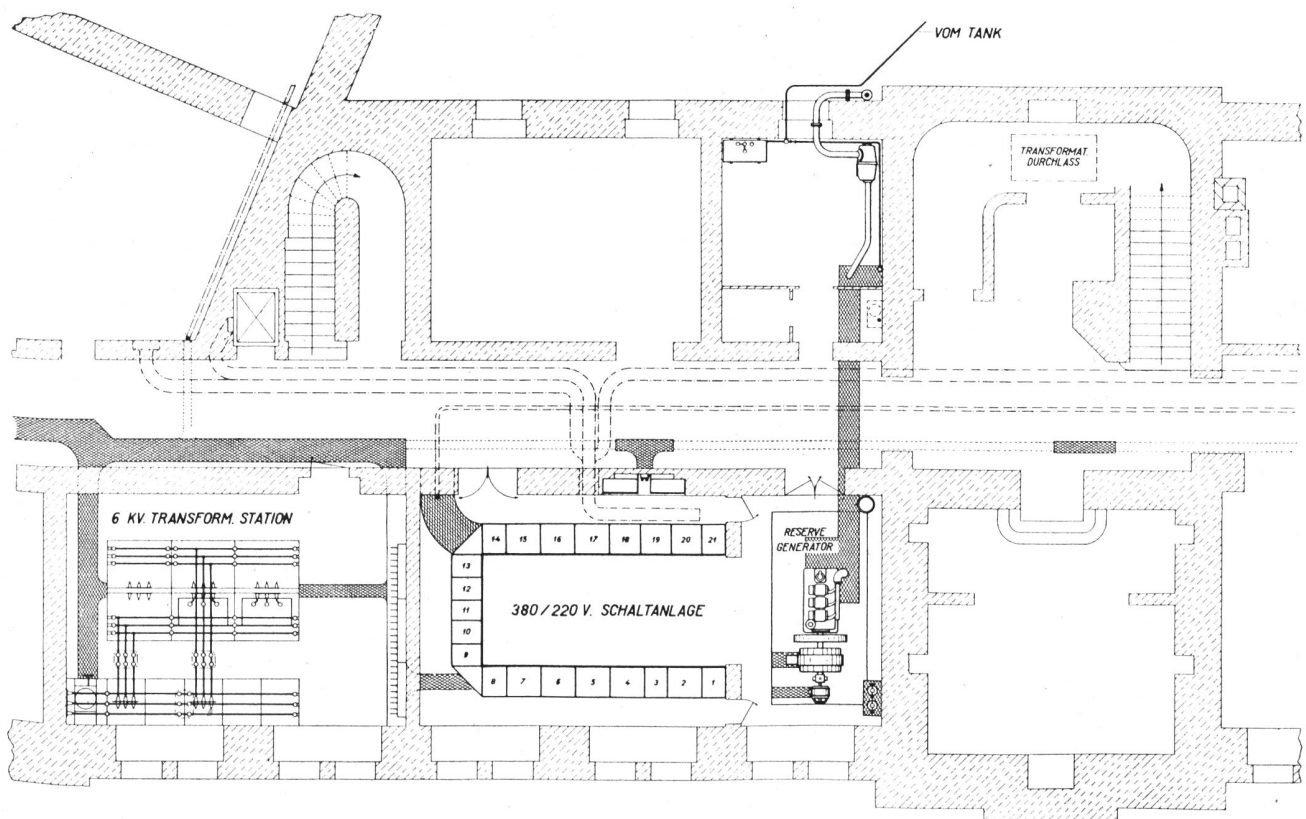 VOM TANK
TRANSFORMAT.
DURCHLASS
6 KV. TRANSFORM. STATION
RESERVE
GENERATOR
14 15 16 17 18 19 20 21
13
12
11
10
9
380/220 V. SCHALTANLAGE
8 7 6 5 4 3 2 1